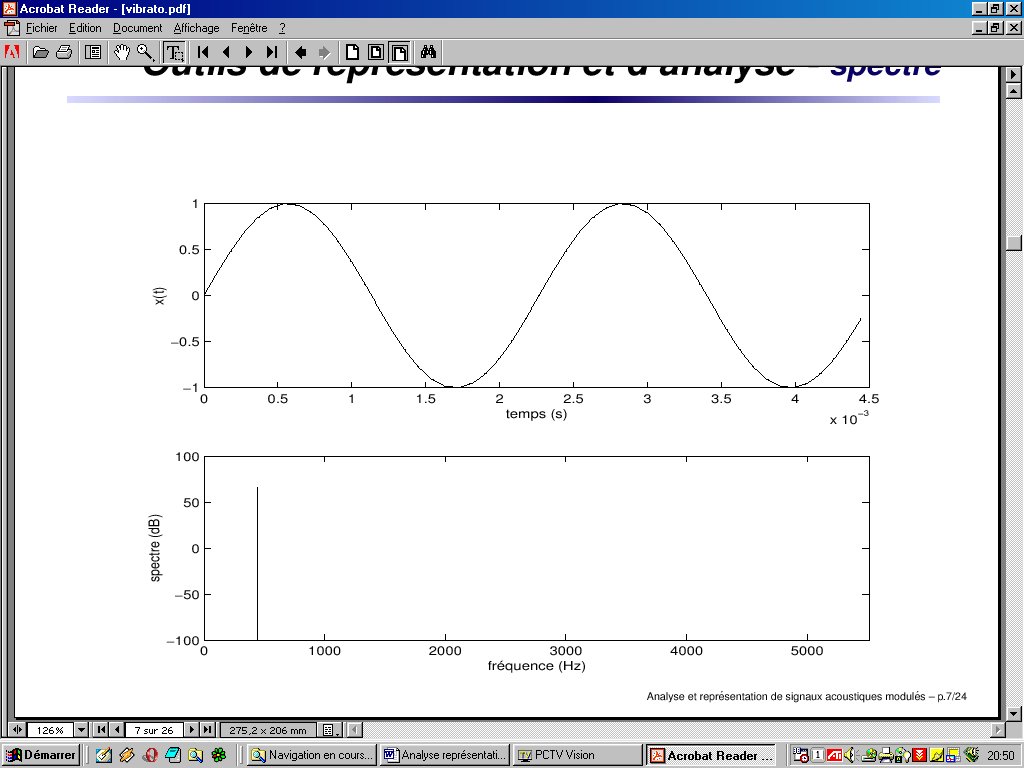 Acrobat Reader - [vibrato.pdf]
Fichier Edition Document Affichage Fenêtre ?
Outils de représentation et d'analyse - spectre
1
0.5
0
−0.5
−1
x(t)
0 0.5 1 1.5 2 2.5 3 3.5 4 4.5
temps (s)
x 10⁻³
100
50
0
−50
−100
spectre (dB)
0 1000 2000 3000 4000 5000
fréquence (Hz)
Analyse et représentation de signaux acoustiques modulés – p.7/24
126% 7 sur 26 275,2 x 206 mm
Démarrer Navigation en cours... Analyse représentati... PCTV Vision Acrobat Reader ... 20:50